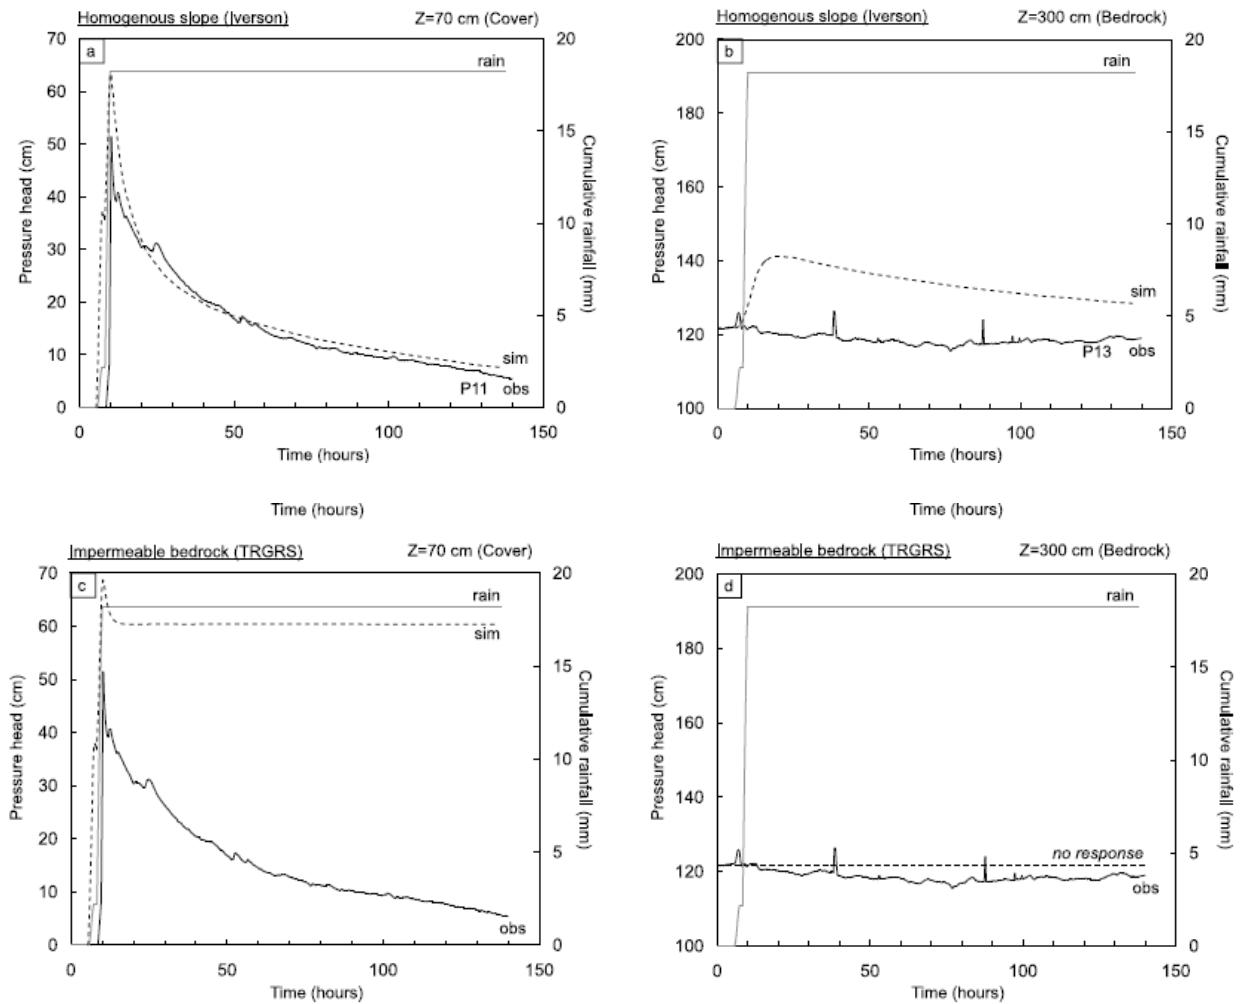 Homogenous slope (Iverson) Z=70 cm (Cover)
70 20
a
rain
60
50 15
40
30 10
20 5
sim
10
P11 obs
0 0
0 50 100 150
Time (hours)
Pressure head (cm)
Cumulative rainfall (mm)
Homogenous slope (Iverson) Z=300 cm (Bedrock)
200 20
b
rain
180
15
160
10
140
sim
5
120
P13 obs
100 0
0 50 100 150
Time (hours)
Pressure head (cm)
Cumulative rainfall (mm)
Time (hours)
Time (hours)
Impermeable bedrock (TRGRS) Z=70 cm (Cover)
70 20
c
rain
60
sim
50 15
40
10
30
20
5
10
obs
0 0
0 50 100 150
Time (hours)
Pressure head (cm)
Cumulative rainfall (mm)
Impermeable bedrock (TRGRS) Z=300 cm (Bedrock)
200 20
d
rain
180
15
160
10
140
no response
5
120
obs
100 0
0 50 100 150
Time (hours)
Pressure head (cm)
Cumulative rainfall (mm)